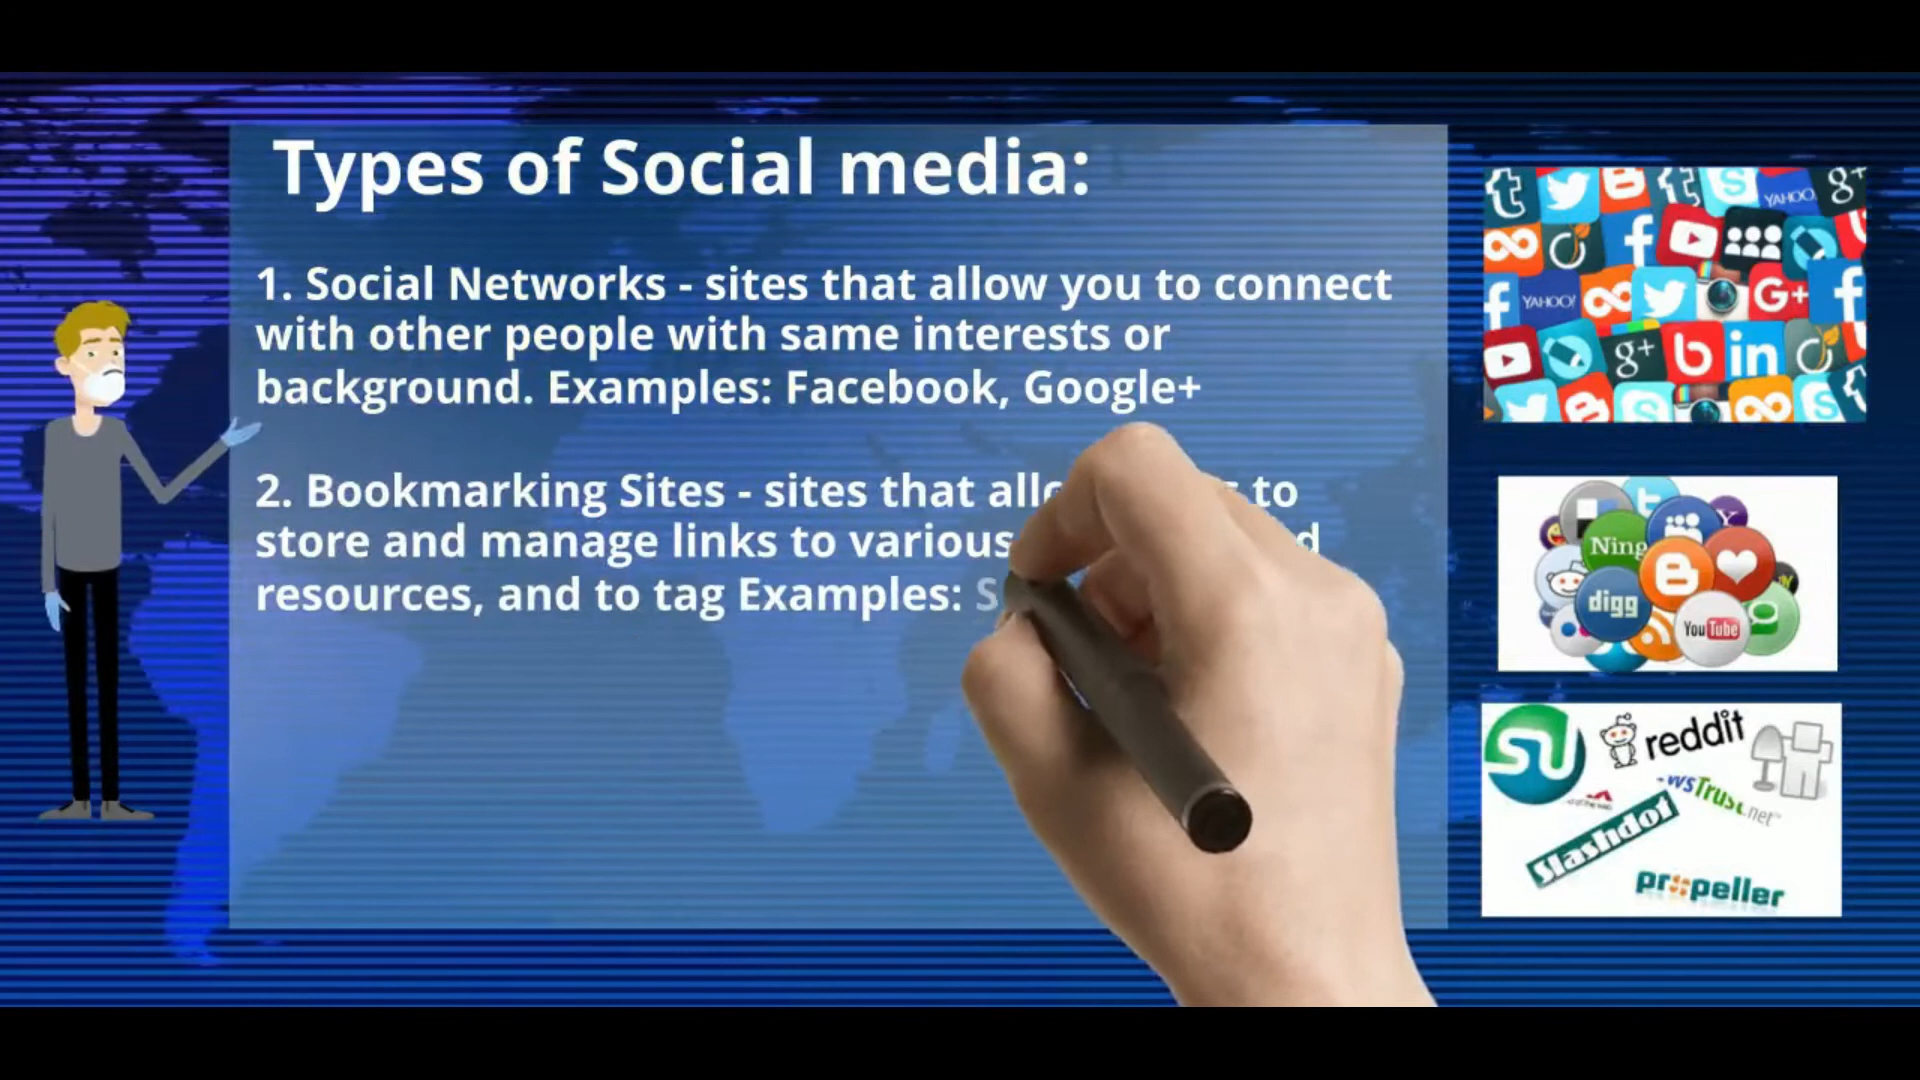 Types of Social media:
1. Social Networks - sites that allow you to connect
with other people with same interests or
background. Examples: Facebook, Google+
2. Bookmarking Sites - sites that to
store and manage links to various
resources, and to tag Examples:
YAHOO!
YAHOO!
g+
G+
g+
in
Ning
digg
YouTube
reddit
Slashdot
propeller